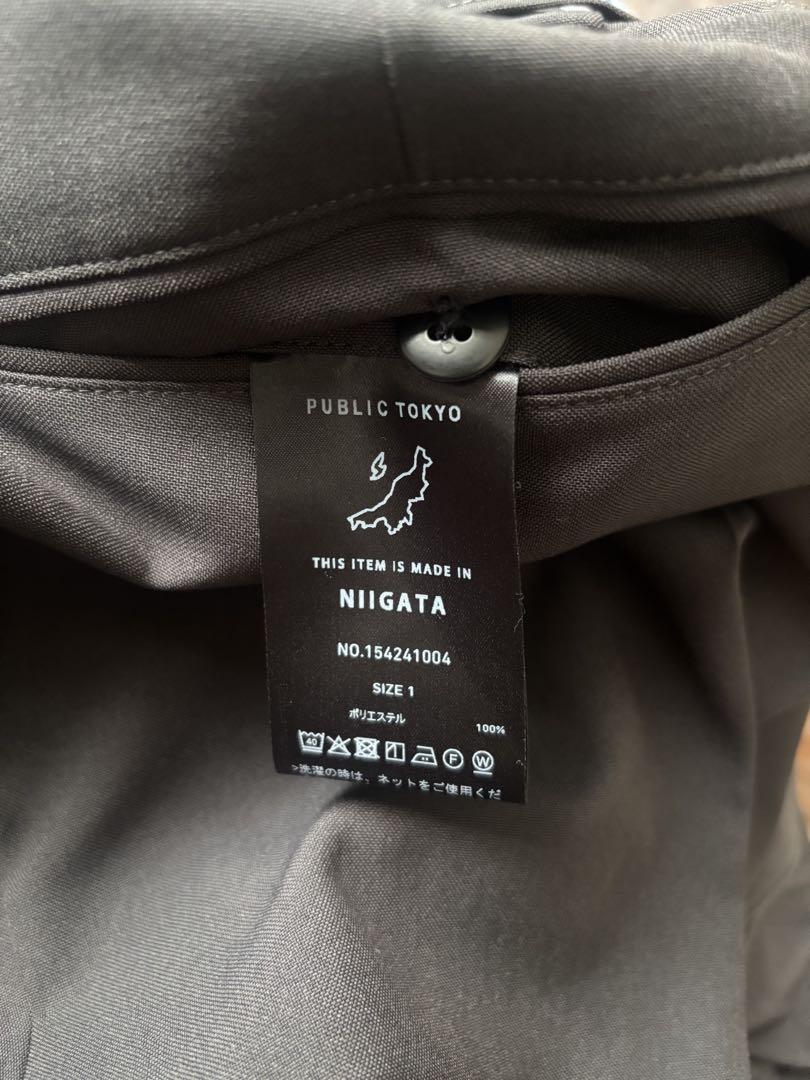 PUBLIC TOKYO
THIS ITEM IS MADE IN
NIIGATA
NO.154241004
SIZE 1
ポリエステル 100%
40 F W
>洗濯の時は、ネットをご使用くだ